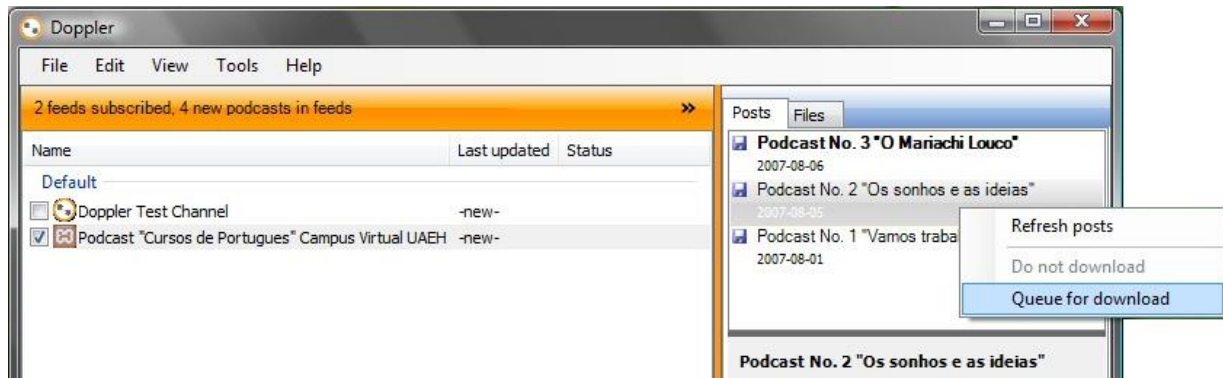 Doppler
File Edit View Tools Help
2 feeds subscribed, 4 new podcasts in feeds »
Name Last updated Status
Default
Doppler Test Channel -new-
Podcast "Cursos de Portugues" Campus Virtual UAEH -new-
Posts Files
Podcast No. 3 "O Mariachi Louco"
2007-08-06
Podcast No. 2 "Os sonhos e as ideias"
2007-08-05
Podcast No. 1 "Vamos traba
2007-08-01
Refresh posts
Do not download
Queue for download
Podcast No. 2 "Os sonhos e as ideias"